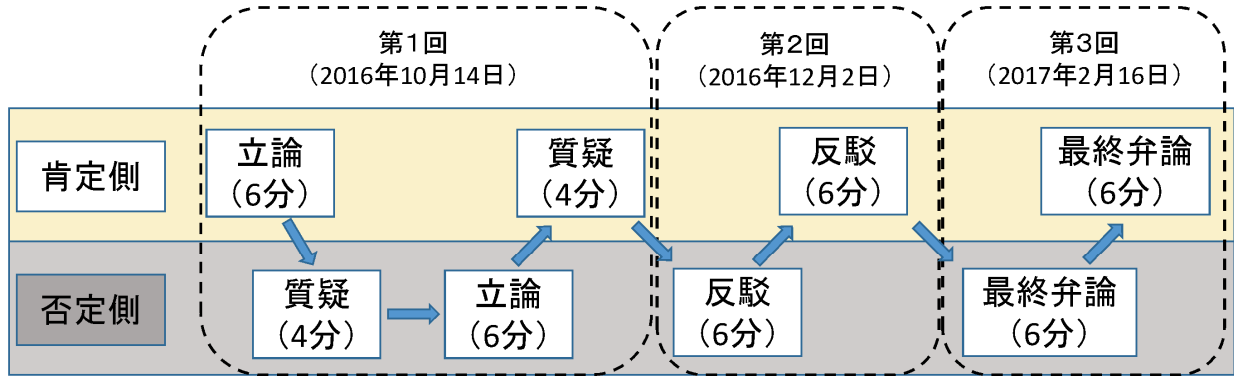 第1回
（2016年10月14日）
第2回
（2016年12月2日）
第3回
（2017年2月16日）
肯定側
立論
（6分）
質疑
（4分）
反駁
（6分）
最終弁論
（6分）
否定側
質疑
（4分）
立論
（6分）
反駁
（6分）
最終弁論
（6分）